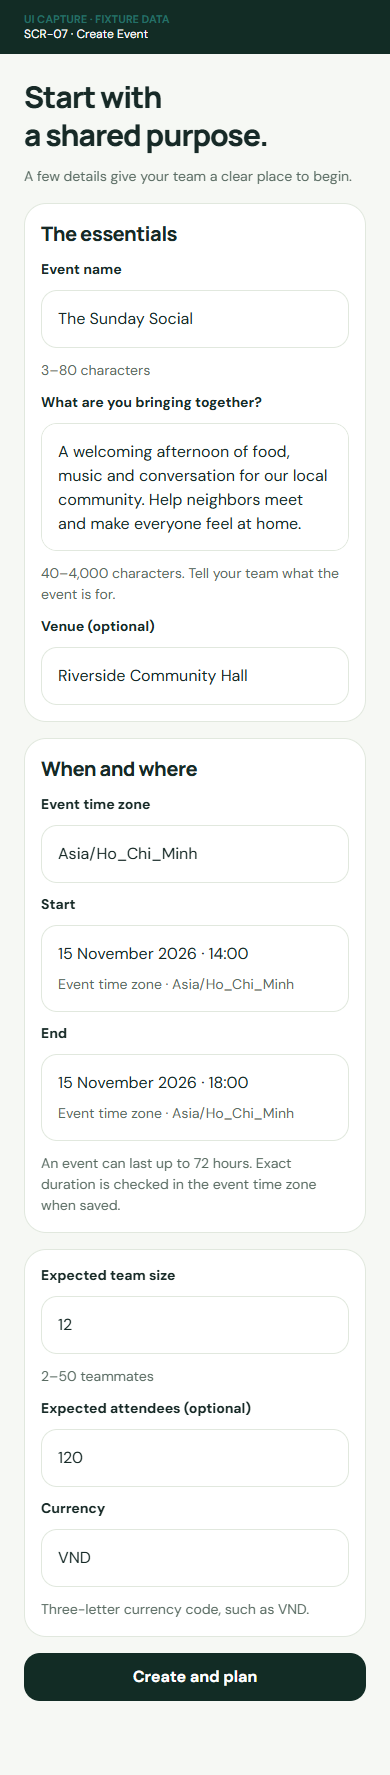 UI CAPTURE · FIXTURE DATA
SCR-07 · Create Event
Start with
a shared purpose.
A few details give your team a clear place to begin.
The essentials
Event name
The Sunday Social
3–80 characters
What are you bringing together?
A welcoming afternoon of food,
music and conversation for our local
community. Help neighbors meet
and make everyone feel at home.
40–4,000 characters. Tell your team what the
event is for.
Venue (optional)
Riverside Community Hall
When and where
Event time zone
Asia/Ho_Chi_Minh
Start
15 November 2026 · 14:00
Event time zone · Asia/Ho_Chi_Minh
End
15 November 2026 · 18:00
Event time zone · Asia/Ho_Chi_Minh
An event can last up to 72 hours. Exact
duration is checked in the event time zone
when saved.
Expected team size
12
2–50 teammates
Expected attendees (optional)
120
Currency
VND
Three-letter currency code, such as VND.
Create and plan